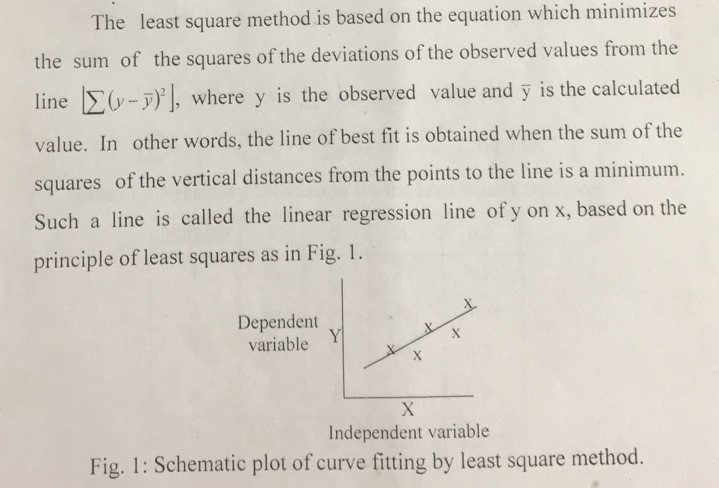 The least square method is based on the equation which minimizes
the sum of the squares of the deviations of the observed values from the
line ⌊∑(y − y̅)²⌋, where y is the observed value and y̅ is the calculated
value. In other words, the line of best fit is obtained when the sum of the
squares of the vertical distances from the points to the line is a minimum.
Such a line is called the linear regression line of y on x, based on the
principle of least squares as in Fig. 1.
Dependent
variable
Y
X
X
X
X
X
X
Independent variable
Fig. 1: Schematic plot of curve fitting by least square method.